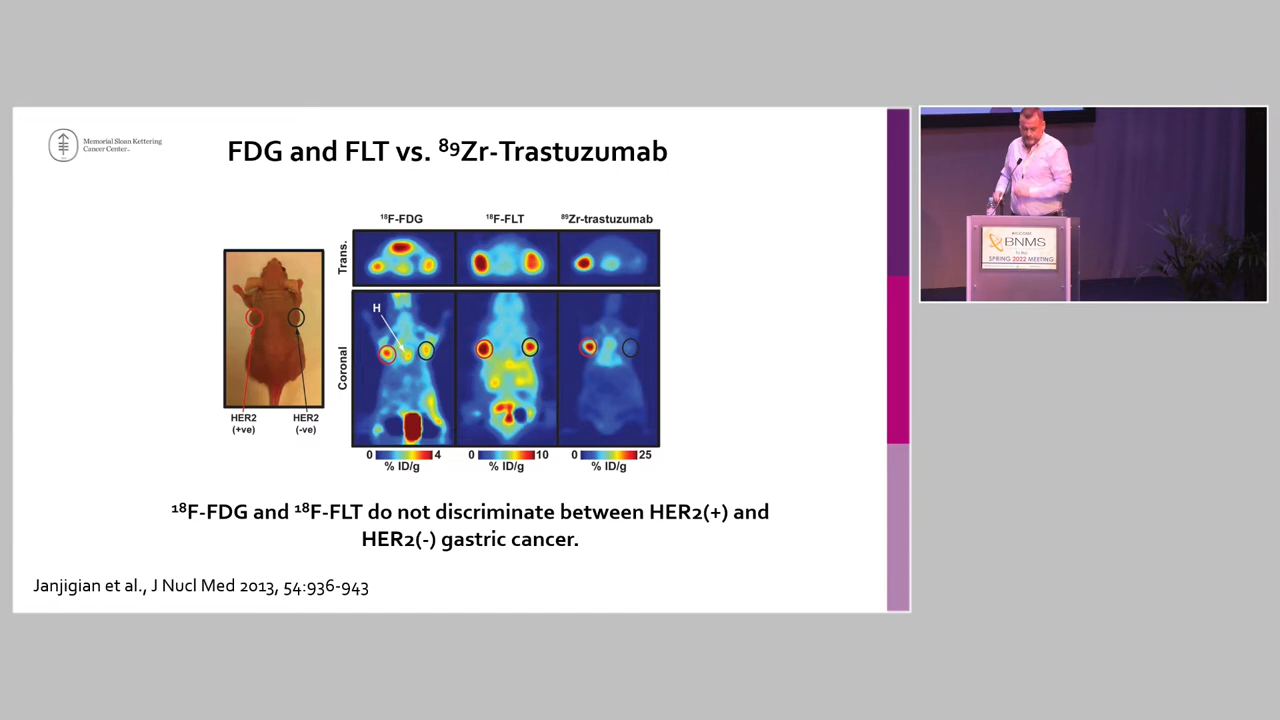 Memorial Sloan Kettering
Cancer Center
FDG and FLT vs. ⁸⁹Zr-Trastuzumab
¹⁸F-FDG
¹⁸F-FLT
⁸⁹Zr-trastuzumab
Trans.
H
Coronal
HER2
(+ve)
HER2
(-ve)
0 4
% ID/g
0 10
% ID/g
0 25
% ID/g
¹⁸F-FDG and ¹⁸F-FLT do not discriminate between HER2(+) and
HER2(-) gastric cancer.
Janjigian et al., J Nucl Med 2013, 54:936-943
BNMS
SPRING 2022 MEETING